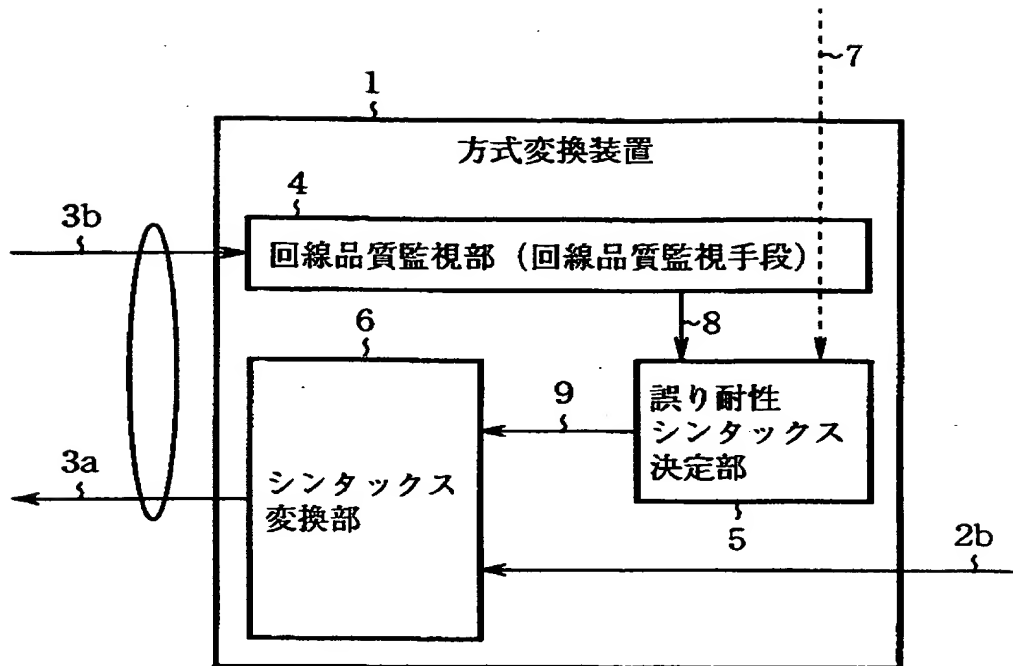 7
1
方式変換装置
4
3b
回線品質監視部（回線品質監視手段）
8
6
9
誤り耐性
シンタックス
決定部
3a
シンタックス
変換部
5
2b